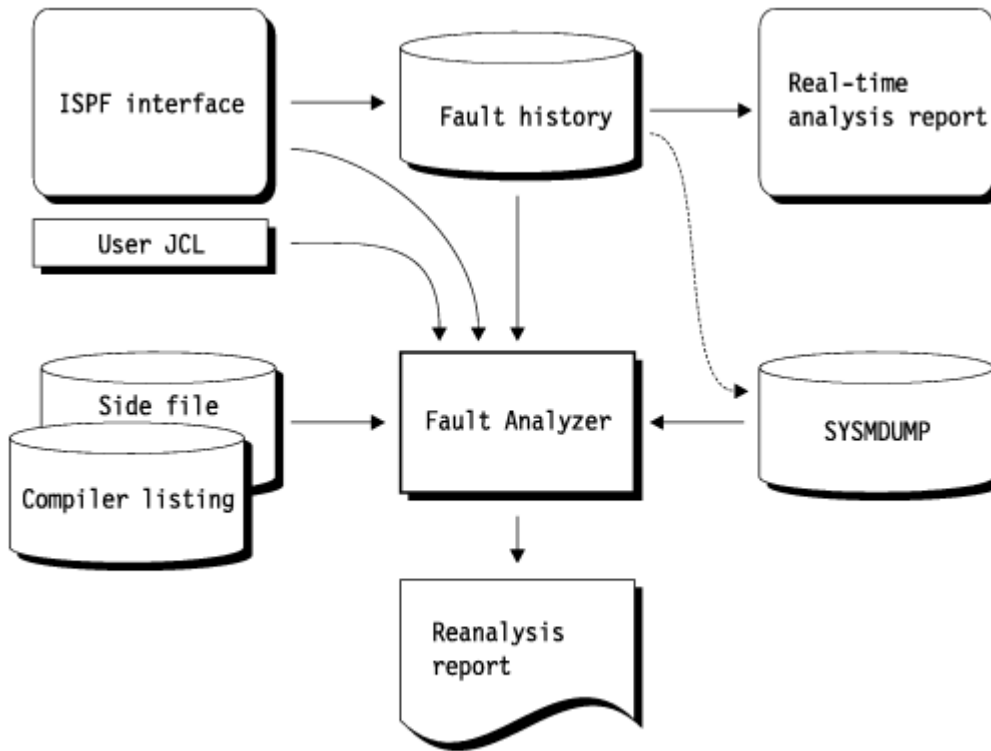 ISPF interface
Fault history
Real-time
analysis report
User JCL
Side file
Compiler listing
Fault Analyzer
SYSMDUMP
Reanalysis
report